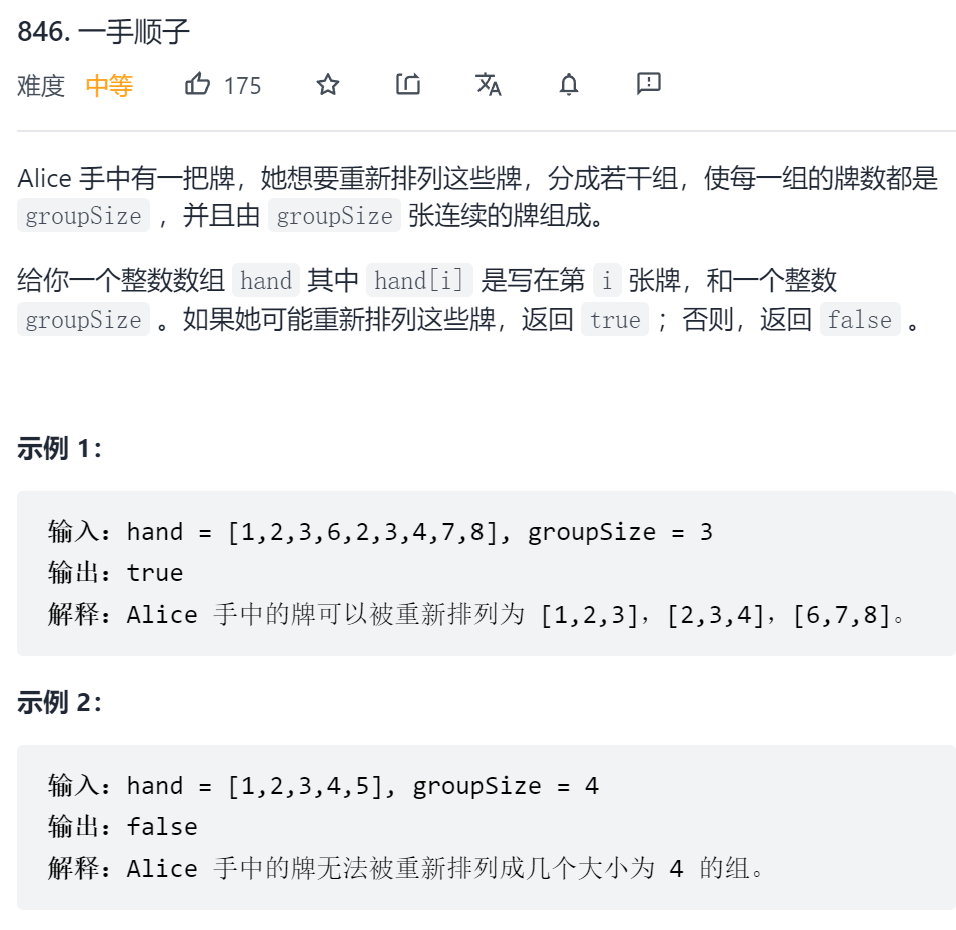 846. 一手顺子
难度 中等 175
Alice 手中有一把牌，她想要重新排列这些牌，分成若干组，使每一组的牌数都是
groupSize ，并且由 groupSize 张连续的牌组成。
给你一个整数数组 hand 其中 hand[i] 是写在第 i 张牌，和一个整数
groupSize 。如果她可能重新排列这些牌，返回 true ；否则，返回 false 。
示例 1：
输入：hand = [1,2,3,6,2,3,4,7,8], groupSize = 3
输出：true
解释：Alice 手中的牌可以被重新排列为 [1,2,3]，[2,3,4]，[6,7,8]。
示例 2：
输入：hand = [1,2,3,4,5], groupSize = 4
输出：false
解释：Alice 手中的牌无法被重新排列成几个大小为 4 的组。